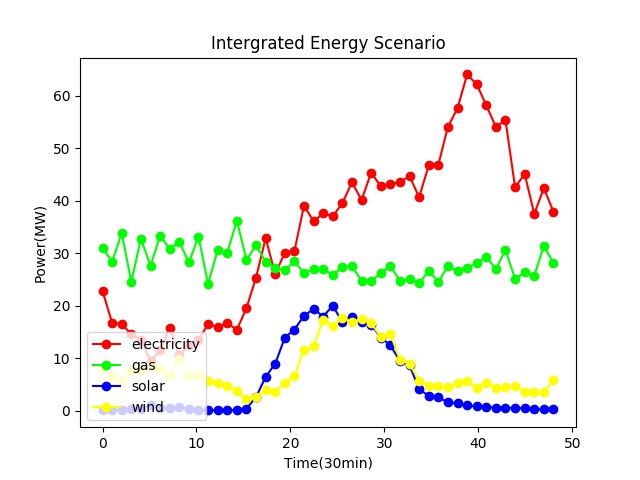 Intergrated Energy Scenario
Power(MW)
60
50
40
30
20
10
0
electricity
gas
solar
wind
0 10 20 30 40 50
Time(30min)